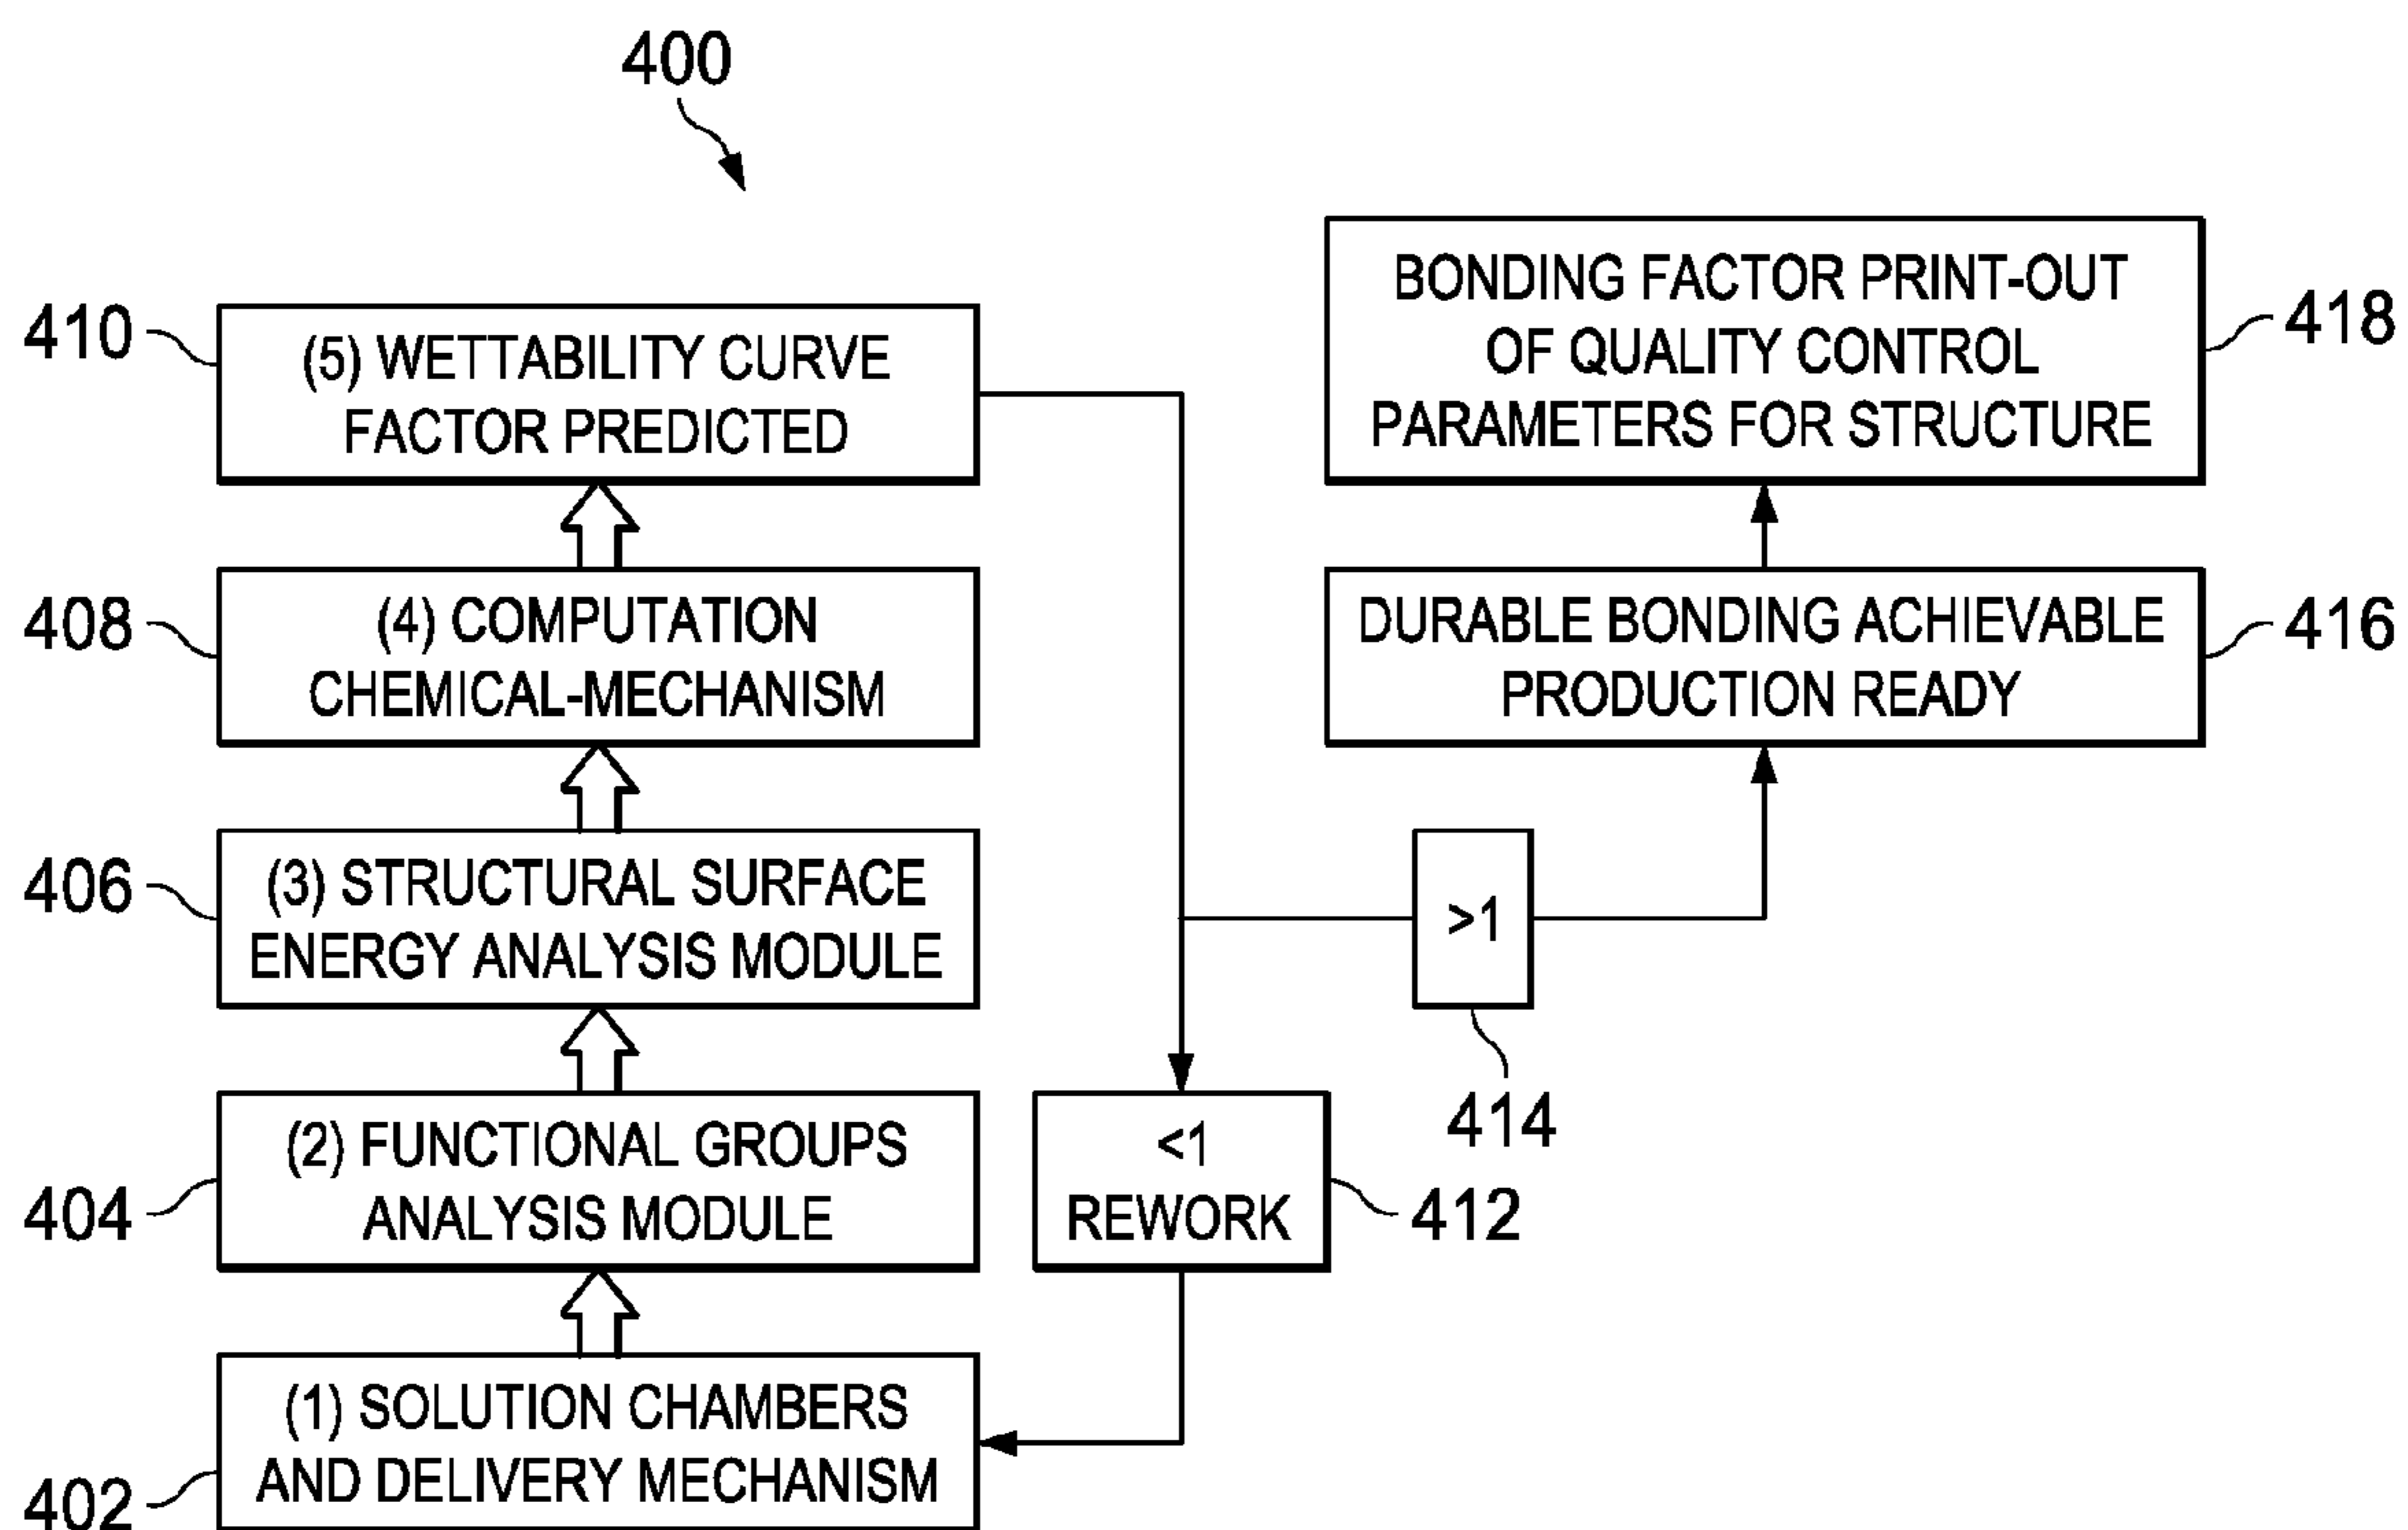 400
410
(5) WETTABILITY CURVE
FACTOR PREDICTED
408
(4) COMPUTATION
CHEMICAL-MECHANISM
406
(3) STRUCTURAL SURFACE
ENERGY ANALYSIS MODULE
404
(2) FUNCTIONAL GROUPS
ANALYSIS MODULE
402
(1) SOLUTION CHAMBERS
AND DELIVERY MECHANISM
<1
REWORK
412
>1
414
BONDING FACTOR PRINT-OUT
OF QUALITY CONTROL
PARAMETERS FOR STRUCTURE
418
DURABLE BONDING ACHIEVABLE
PRODUCTION READY
416